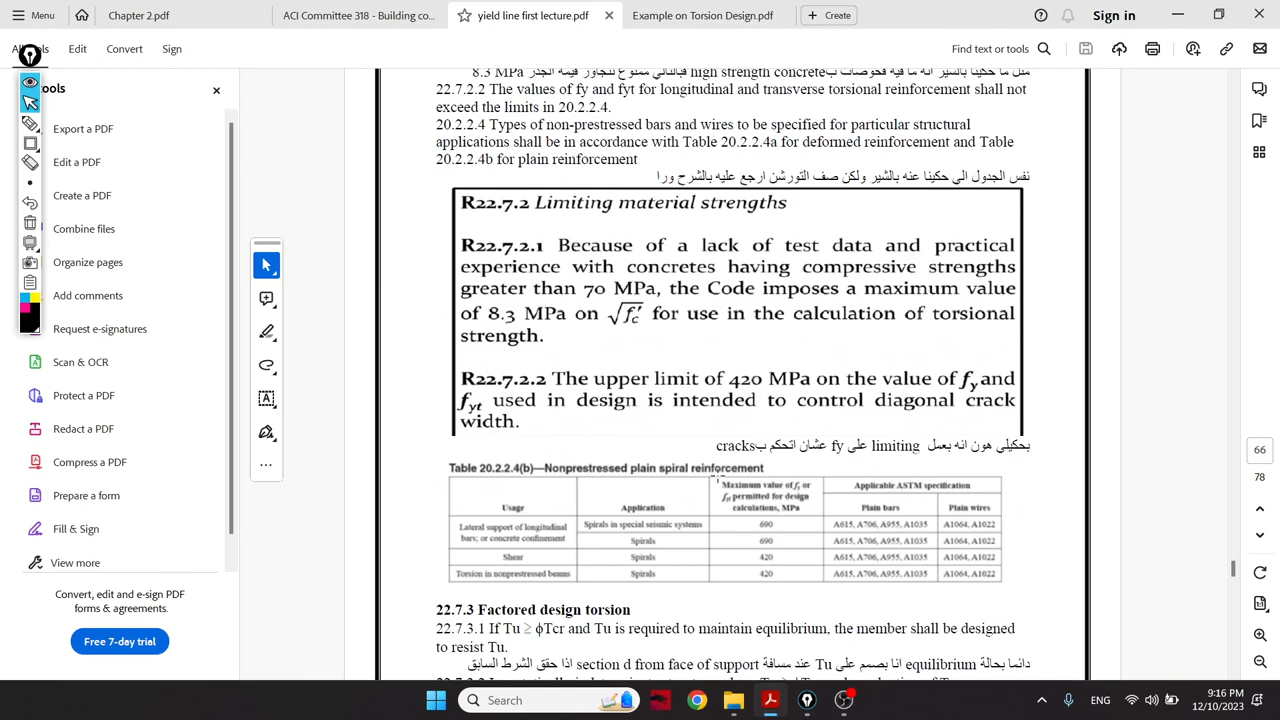 Menu
Chapter 2.pdf
ACI Committee 318 - Building co...
yield line first lecture.pdf
Example on Torsion Design.pdf
Create
Sign in
Edit
Convert
Sign
Find text or tools
Export a PDF
Edit a PDF
Create a PDF
Combine files
Organize pages
Add comments
Request e-signatures
Scan & OCR
Protect a PDF
Redact a PDF
Compress a PDF
Prepare a form
Fill & Sign
View more
Convert, edit and e-sign PDF
forms & agreements.
Free 7-day trial
مثل ما حكينا بالشير انه ما فيه فحوصات ب high strength concrete فبالتالي ممنوع نتجاوز قيمة الجذر 8.3 MPa
22.7.2.2 The values of fy and fyt for longitudinal and transverse torsional reinforcement shall not
exceed the limits in 20.2.2.4.
20.2.2.4 Types of non-prestressed bars and wires to be specified for particular structural
applications shall be in accordance with Table 20.2.2.4a for deformed reinforcement and Table
20.2.2.4b for plain reinforcement
نفس الجدول الي حكينا عنه بالشير ولكن صف التورشن ارجع عليه بالشرح ورا
R22.7.2 Limiting material strengths
R22.7.2.1 Because of a lack of test data and practical
experience with concretes having compressive strengths
greater than 70 MPa, the Code imposes a maximum value
of 8.3 MPa on √fc′ for use in the calculation of torsional
strength.
R22.7.2.2 The upper limit of 420 MPa on the value of fy and
fyt used in design is intended to control diagonal crack
width.
بحكيلي هون انه بعمل limiting على fy عشان اتحكم ب cracks
Table 20.2.2.4(b)—Nonprestressed plain spiral reinforcement
Usage Application Maximum value of fy or fyt permitted for design calculations, MPa Applicable ASTM specification
Plain bars Plain wires
Lateral support of longitudinal bars; or concrete confinement Spirals in special seismic systems 690 A615, A706, A955, A1035 A1064, A1022
Spirals 690 A615, A706, A955, A1035 A1064, A1022
Shear Spirals 420 A615, A706, A955, A1035 A1064, A1022
Torsion in nonprestressed beams Spirals 420 A615, A706, A955, A1035 A1064, A1022
22.7.3 Factored design torsion
22.7.3.1 If Tu ≥ ϕTcr and Tu is required to maintain equilibrium, the member shall be designed
to resist Tu.
دائما بحالة equilibrium انا بصمم على Tu عند مسافة section d from face of support اذا حقق الشرط السابق
66
78
Search
ENG
9:16 PM
12/10/2023